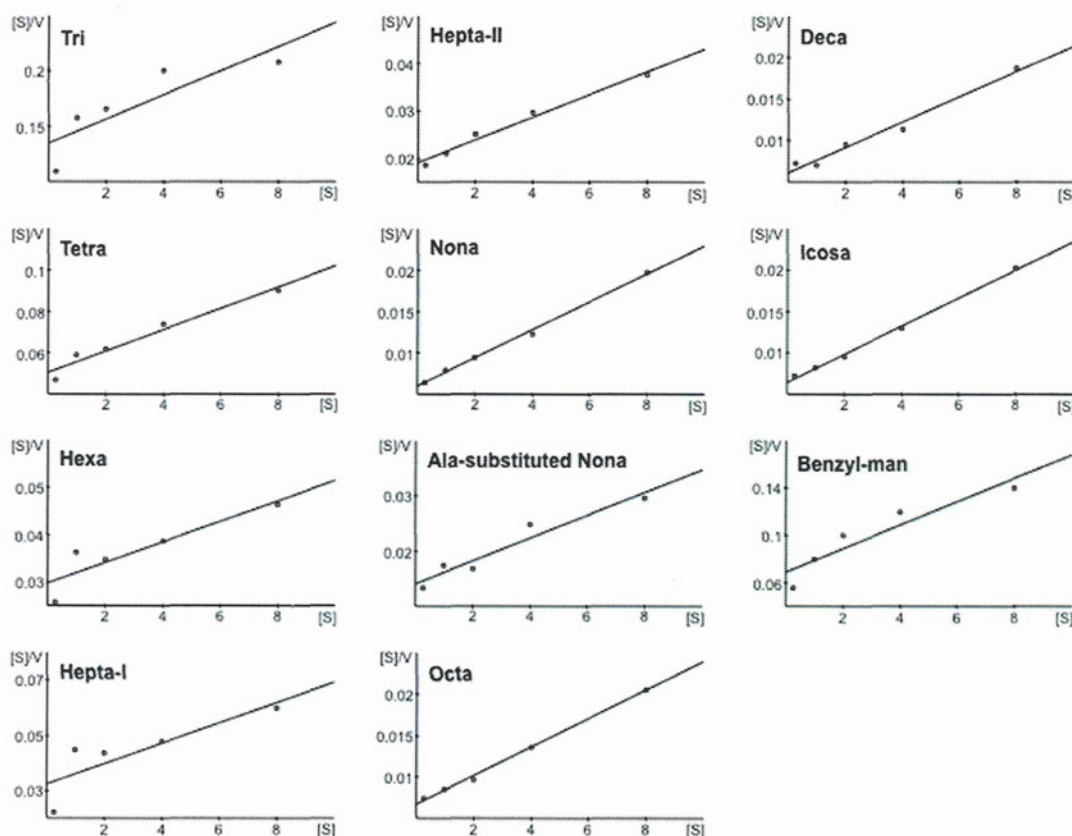 [S]/V
Tri
0.2
0.15
2 4 6 8 [S]
[S]/V
Hepta-II
0.04
0.03
0.02
2 4 6 8 [S]
[S]/V
Deca
0.02
0.015
0.01
2 4 6 8 [S]
[S]/V
Tetra
0.1
0.08
0.06
2 4 6 8 [S]
[S]/V
Nona
0.02
0.015
0.01
2 4 6 8 [S]
[S]/V
Icosa
0.02
0.015
0.01
2 4 6 8 [S]
[S]/V
Hexa
0.05
0.04
0.03
2 4 6 8 [S]
[S]/V
Ala-substituted Nona
0.03
0.02
2 4 6 8 [S]
[S]/V
Benzyl-man
0.14
0.1
0.06
2 4 6 8 [S]
[S]/V
Hepta-I
0.07
0.05
0.03
2 4 6 8 [S]
[S]/V
Octa
0.02
0.015
0.01
2 4 6 8 [S]